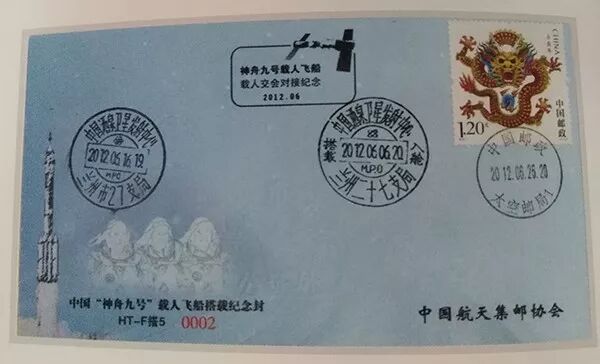 神舟九号载人飞船
载人交会对接纪念
2012.06
CHINA
1.20元
中国邮政
中国酒泉卫星发射中心
2012.06.16.19
M.P.O
兰州市27支局
中国酒泉卫星发射中心
搭载
2012.06.06.20
M.P.O
兰州二十七支局
中国邮政
2012.06.26.20
太空邮局1
中国“神舟九号”载人飞船搭载纪念封
HT-F搭5 0002
中国航天集邮协会